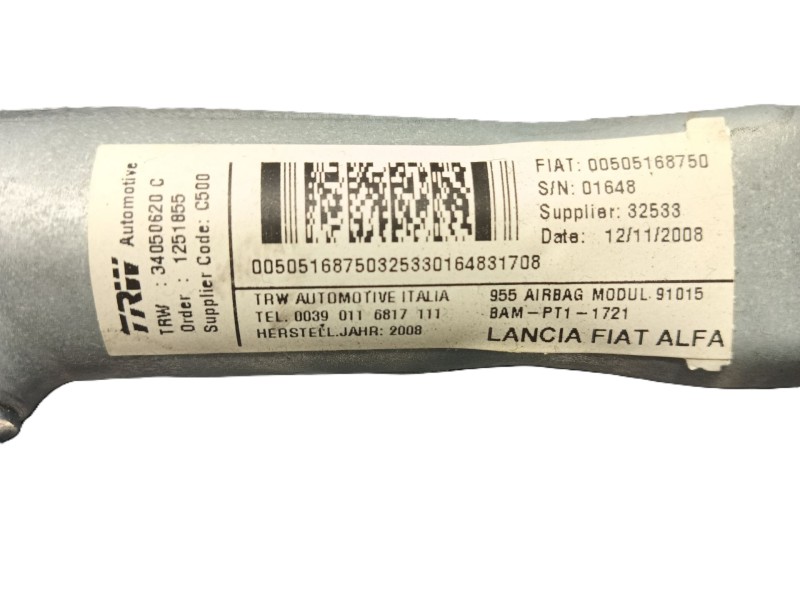 TRW Automotive
TRW : 34050620 C
Order : 1251855
Supplier Code: C500
FIAT: 00505168750
S/N: 01648
Supplier: 32533
Date: 12/11/2008
00505168750325330164831708
TRW AUTOMOTIVE ITALIA
TEL. 0039 011 6817 111
HERSTELL.JAHR: 2008
955 AIRBAG MODUL 91015
BAM-PT1-1721
LANCIA FIAT ALFA